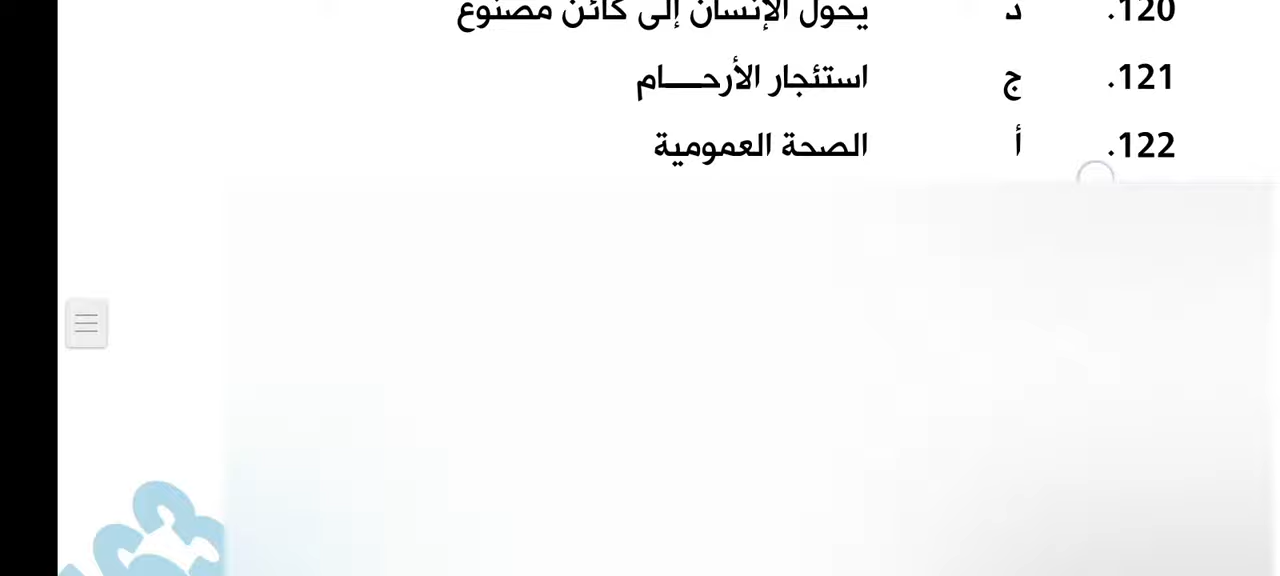 120. د يحول الإنسان إلى كائن مصنوع
121. ج استئجار الأرحـــام
122. أ الصحة العمومية